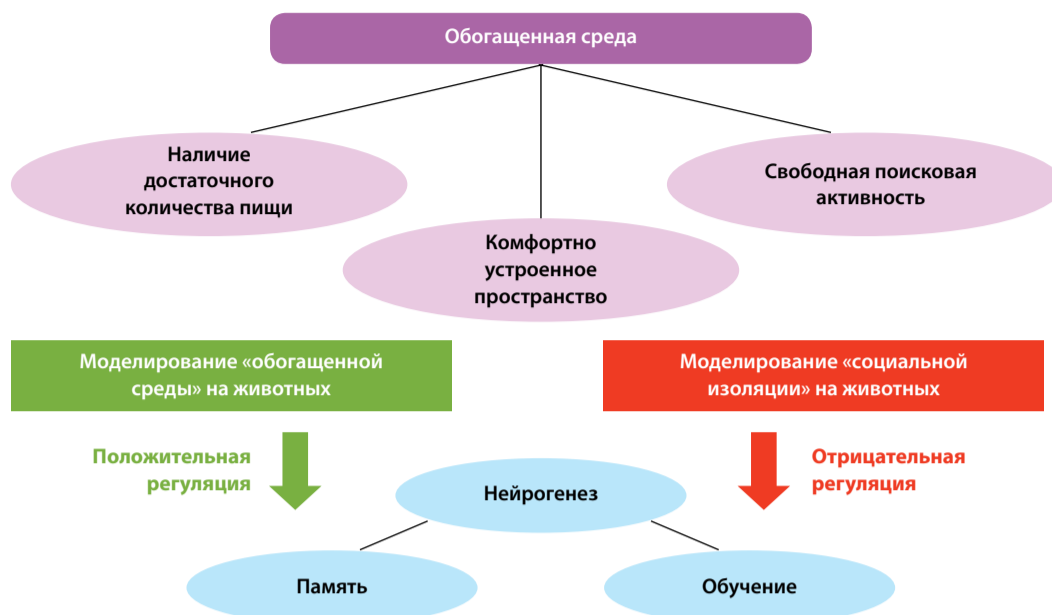 Обогащенная среда
Наличие
достаточного
количества пищи
Свободная поисковая
активность
Комфортно
устроенное
пространство
Моделирование «обогащенной
среды» на животных
Моделирование «социальной
изоляции» на животных
Положительная
регуляция
Отрицательная
регуляция
Нейрогенез
Память
Обучение